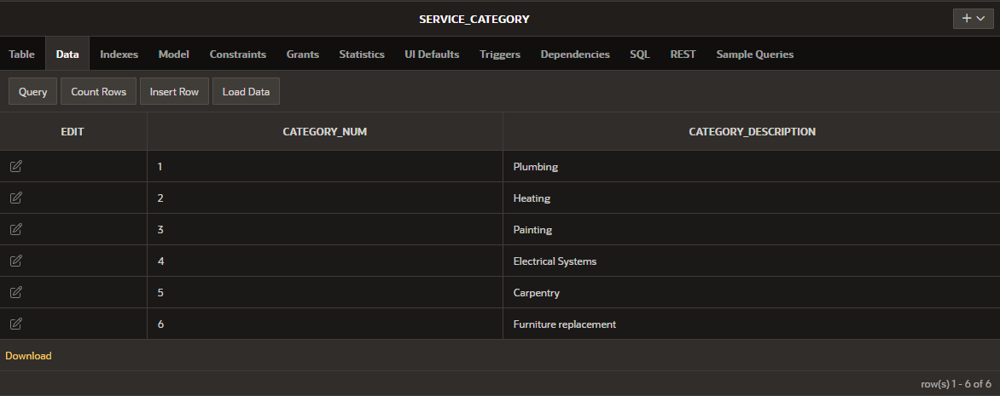 SERVICE_CATEGORY
Table Data Indexes Model Constraints Grants Statistics UI Defaults Triggers Dependencies SQL REST Sample Queries
Query Count Rows Insert Row Load Data
EDIT CATEGORY_NUM CATEGORY_DESCRIPTION
1 Plumbing
2 Heating
3 Painting
4 Electrical Systems
5 Carpentry
6 Furniture replacement
Download
row(s) 1 - 6 of 6